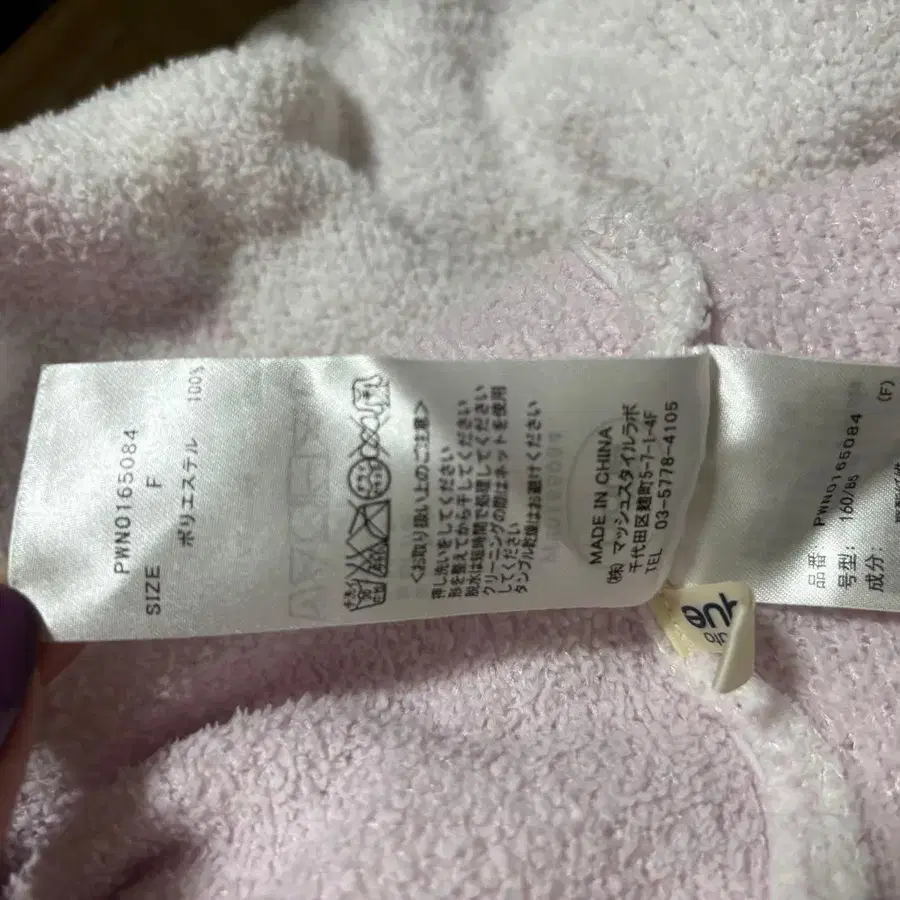 PWNO165084
SIZE F
ポリエステル 100%
<お取り扱い上のご注意>
押し洗いをしてください
形を整えてから干してください
脱水は短時間で処理してください
クリーニングの際はネットを使用
してください
タンブル乾燥はお避けください
MADE IN CHINA
(株)マッシュスタイルラボ
千代田区麹町5-7-1-4F
TEL 03-5778-4105
品番: PWNO165084
号型: 160/85 (F)
成分:
que